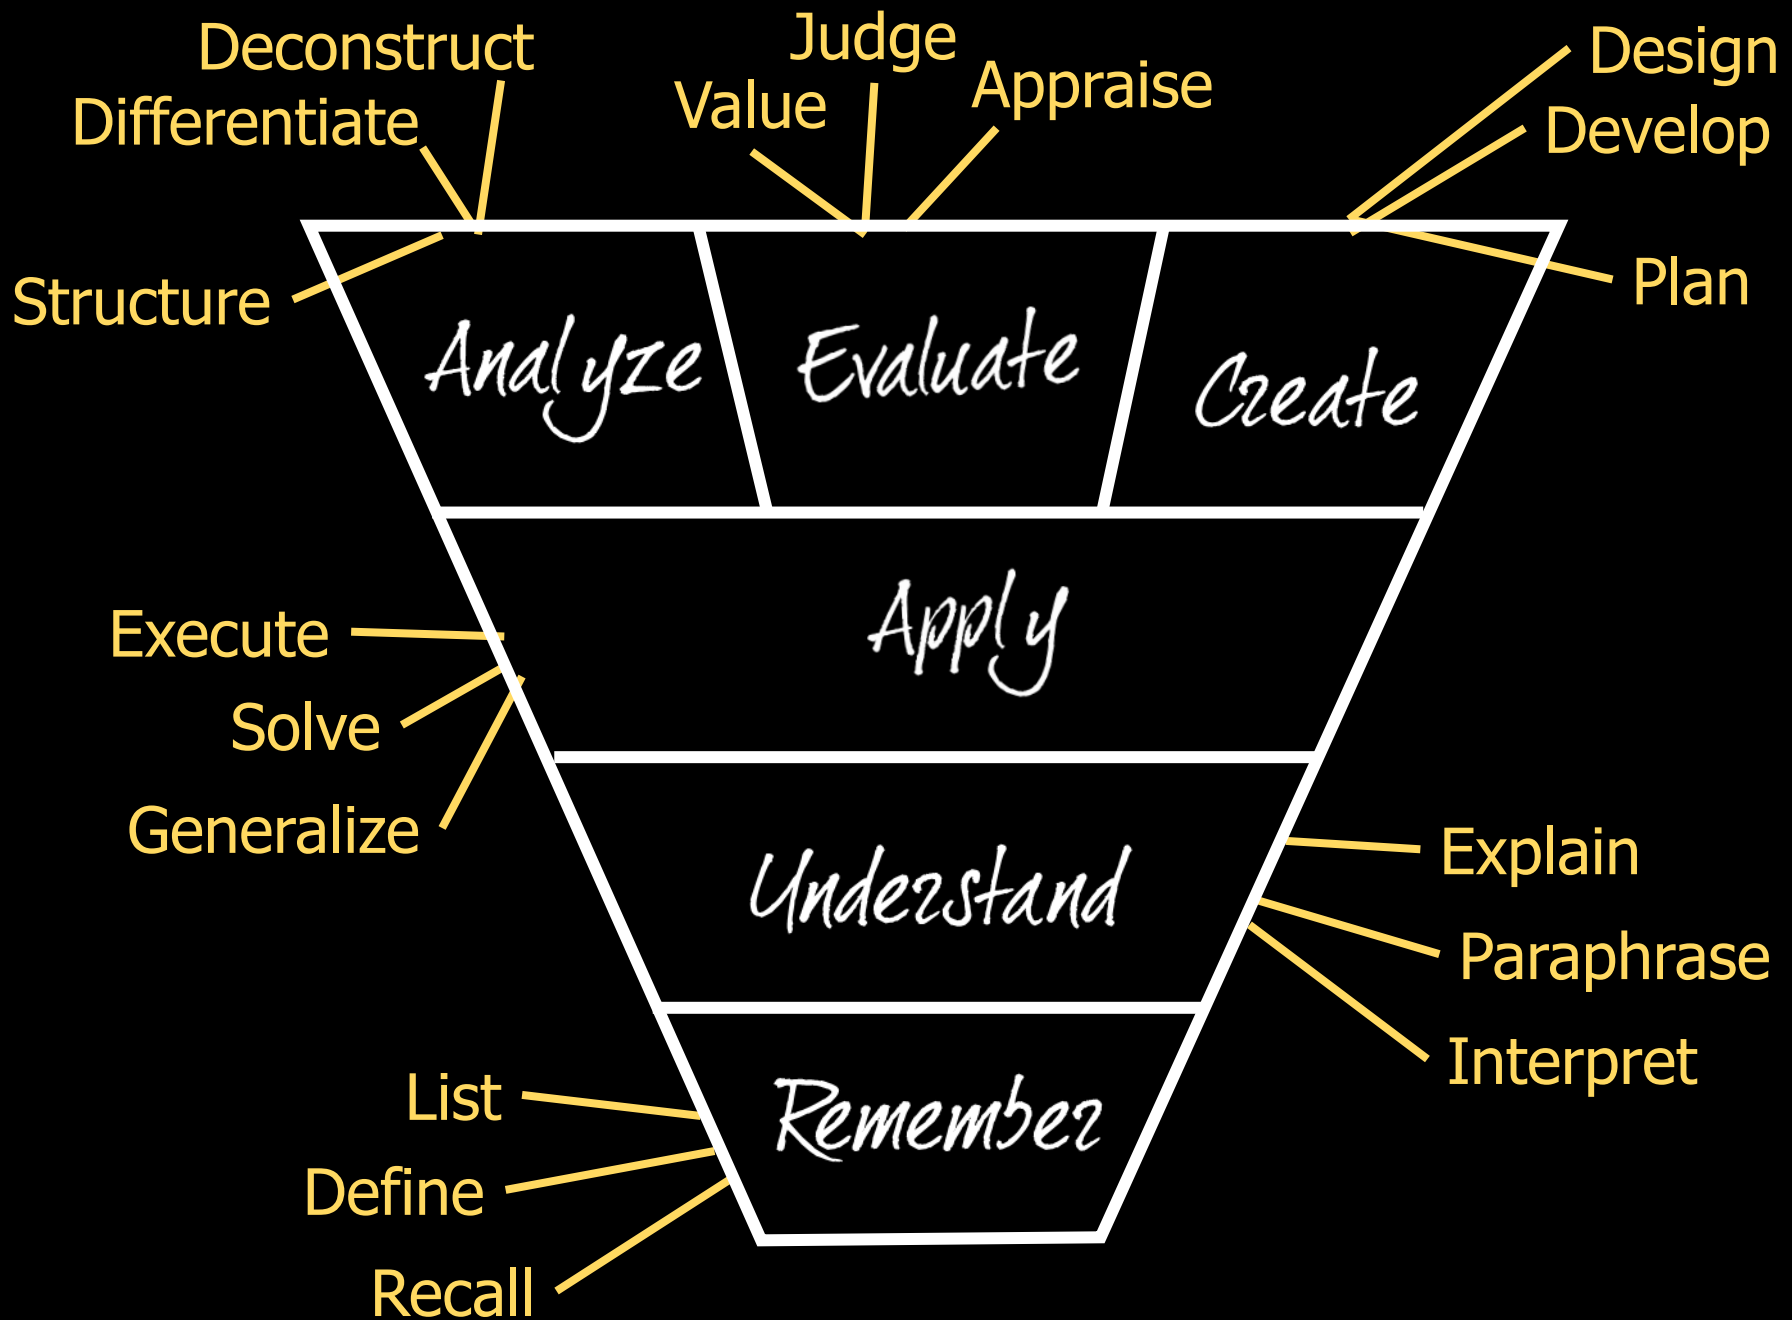 Deconstruct
Differentiate
Structure
Judge
Value
Appraise
Design
Develop
Plan
Analyze
Evaluate
Create
Apply
Execute
Solve
Generalize
Understand
Explain
Paraphrase
Interpret
Remember
List
Define
Recall